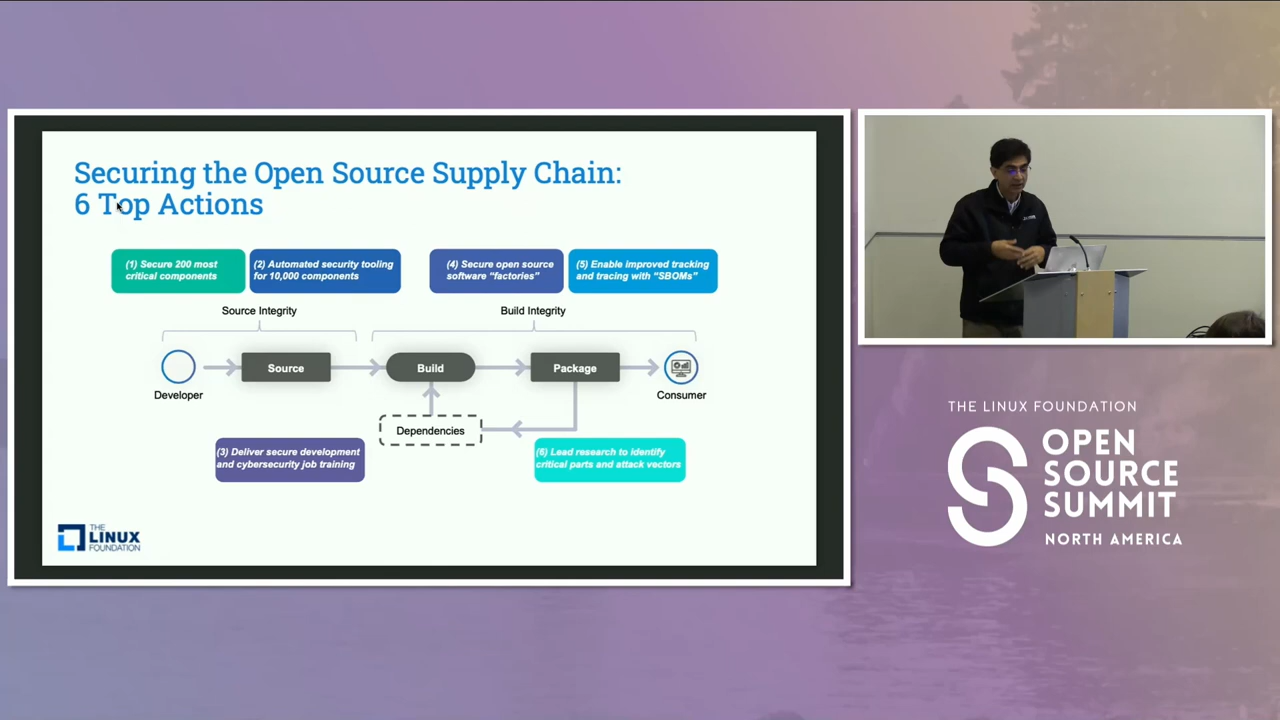 Securing the Open Source Supply Chain:
6 Top Actions
(1) Secure 200 most
critical components
(2) Automated security tooling
for 10,000 components
(4) Secure open source
software “factories”
(5) Enable improved tracking
and tracing with “SBOMs”
Source Integrity
Build Integrity
Source
Build
Package
Developer
Consumer
Dependencies
(3) Deliver secure development
and cybersecurity job training
(6) Lead research to identify
critical parts and attack vectors
THE
LINUX
FOUNDATION
THE LINUX FOUNDATION
OPEN
SOURCE
SUMMIT
NORTH AMERICA